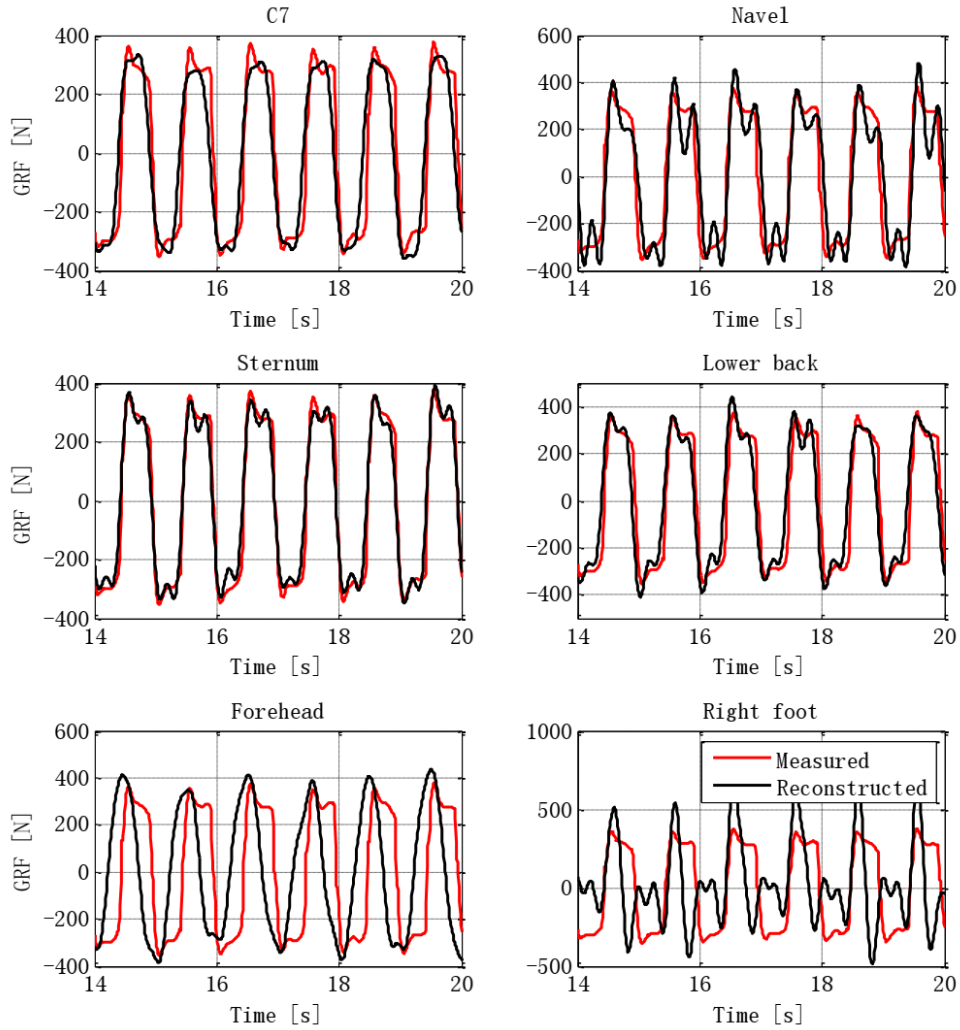 C7
400
200
0
−200
−400
GRF [N]
14 16 18 20
Time [s]
Navel
600
400
200
0
−200
−400
14 16 18 20
Time [s]
Sternum
400
200
0
−200
−400
GRF [N]
14 16 18 20
Time [s]
Lower back
400
200
0
−200
−400
14 16 18 20
Time [s]
Forehead
600
400
200
0
−200
−400
GRF [N]
14 16 18 20
Time [s]
Right foot
1000
500
0
−500
Measured
Reconstructed
14 16 18 20
Time [s]